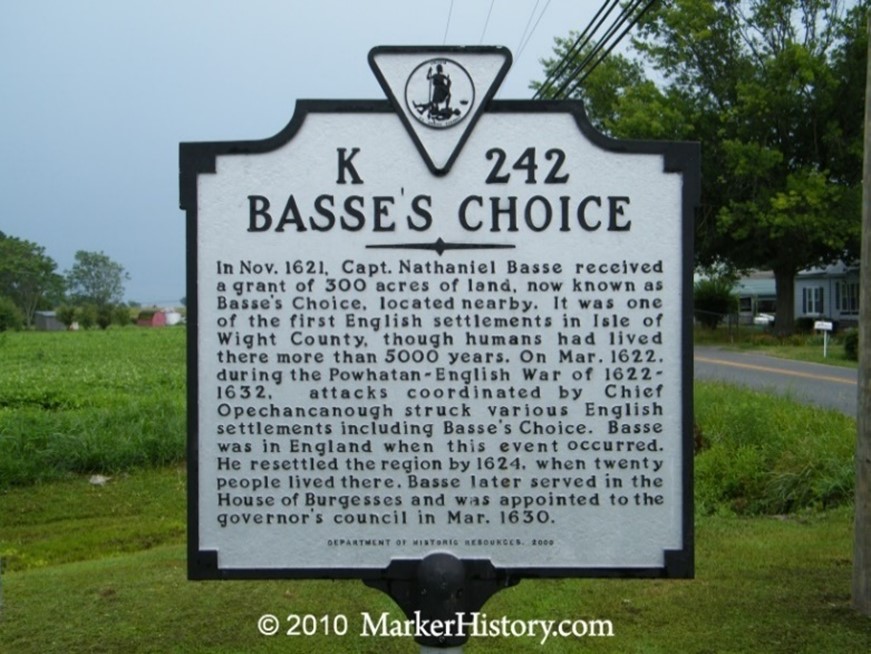 K 242
BASSE'S CHOICE
In Nov. 1621, Capt. Nathaniel Basse received
a grant of 300 acres of land, now known as
Basse's Choice, located nearby. It was one
of the first English settlements in Isle of
Wight County, though humans had lived
there more than 5000 years. On Mar. 1622,
during the Powhatan-English War of 1622-
1632, attacks coordinated by Chief
Opechancanough struck various English
settlements including Basse's Choice. Basse
was in England when this event occurred.
He resettled the region by 1624, when twenty
people lived there. Basse later served in the
House of Burgesses and was appointed to the
governor's council in Mar. 1630.
DEPARTMENT OF HISTORIC RESOURCES, 2000
© 2010 MarkerHistory.com